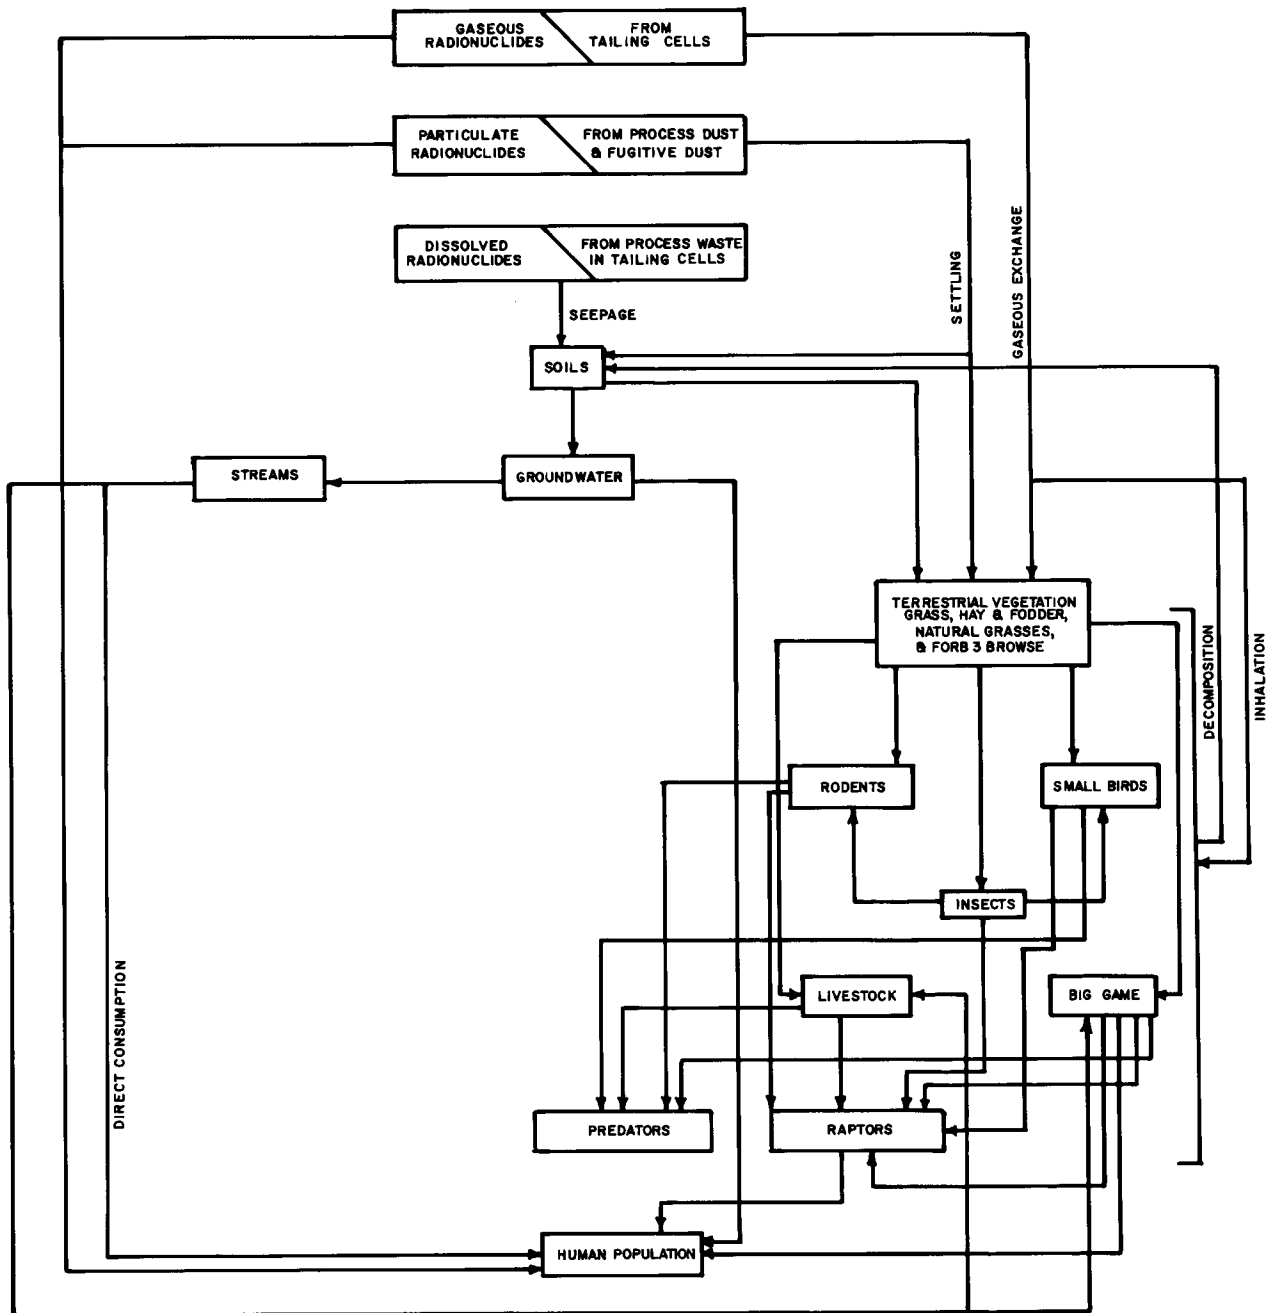 GASEOUS
RADIONUCLIDES
FROM
TAILING CELLS
PARTICULATE
RADIONUCLIDES
FROM PROCESS DUST
& FUGITIVE DUST
DISSOLVED
RADIONUCLIDES
FROM PROCESS WASTE
IN TAILING CELLS
SEEPAGE
SETTLING
GASEOUS EXCHANGE
SOILS
STREAMS
GROUNDWATER
TERRESTRIAL VEGETATION
GRASS, HAY & FODDER,
NATURAL GRASSES,
& FORB 3 BROWSE
DECOMPOSITION
INHALATION
RODENTS
SMALL BIRDS
INSECTS
LIVESTOCK
BIG GAME
DIRECT CONSUMPTION
PREDATORS
RAPTORS
HUMAN POPULATION